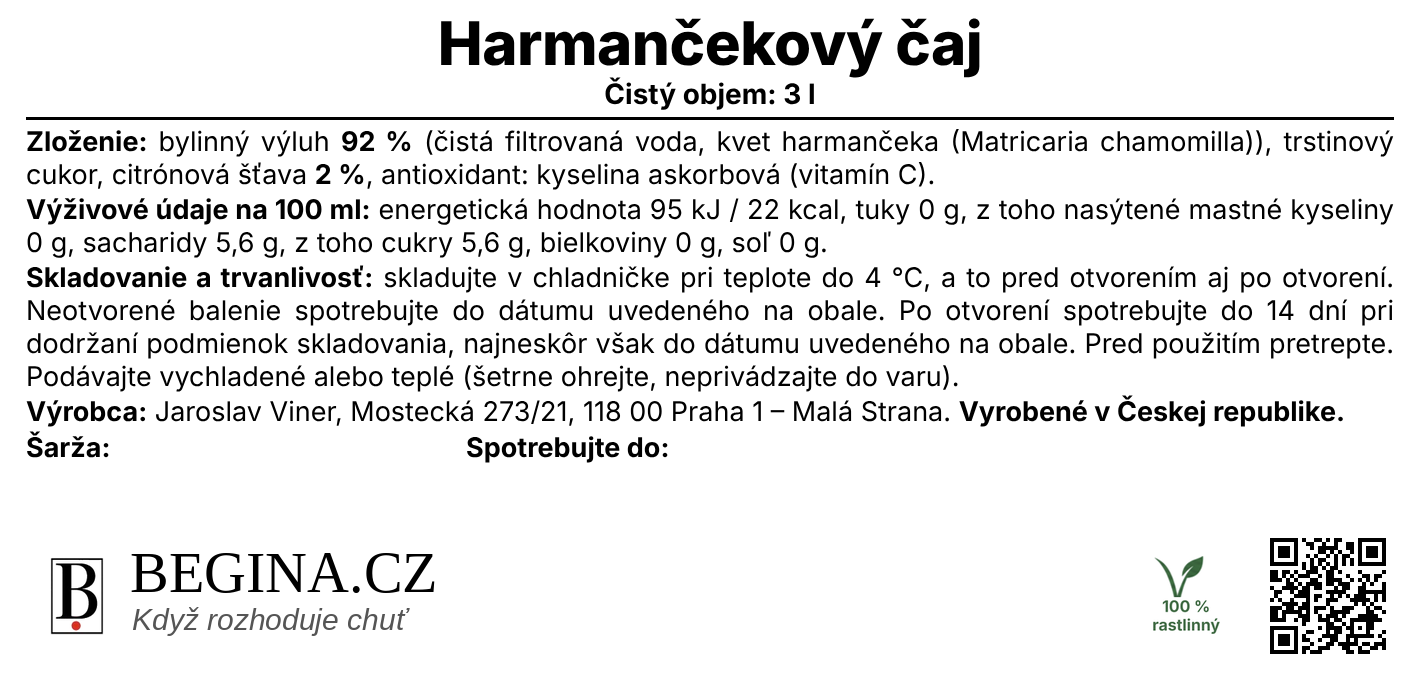 Harmančekový čaj
Čistý objem: 3 l
Zloženie: bylinný výluh 92 % (čistá filtrovaná voda, kvet harmančeka (Matricaria chamomilla)), trstinový
cukor, citrónová šťava 2 %, antioxidant: kyselina askorbová (vitamín C).
Výživové údaje na 100 ml: energetická hodnota 95 kJ / 22 kcal, tuky 0 g, z toho nasýtené mastné kyseliny
0 g, sacharidy 5,6 g, z toho cukry 5,6 g, bielkoviny 0 g, soľ 0 g.
Skladovanie a trvanlivosť: skladujte v chladničke pri teplote do 4 °C, a to pred otvorením aj po otvorení.
Neotvorené balenie spotrebujte do dátumu uvedeného na obale. Po otvorení spotrebujte do 14 dní pri
dodržaní podmienok skladovania, najneskôr však do dátumu uvedeného na obale. Pred použitím pretrepte.
Podávajte vychladené alebo teplé (šetrne ohrejte, neprivádzajte do varu).
Výrobca: Jaroslav Viner, Mostecká 273/21, 118 00 Praha 1 – Malá Strana. Vyrobené v Českej republike.
Šarža: Spotrebujte do:
B BEGINA.CZ
Když rozhoduje chuť
100 %
rastlinný